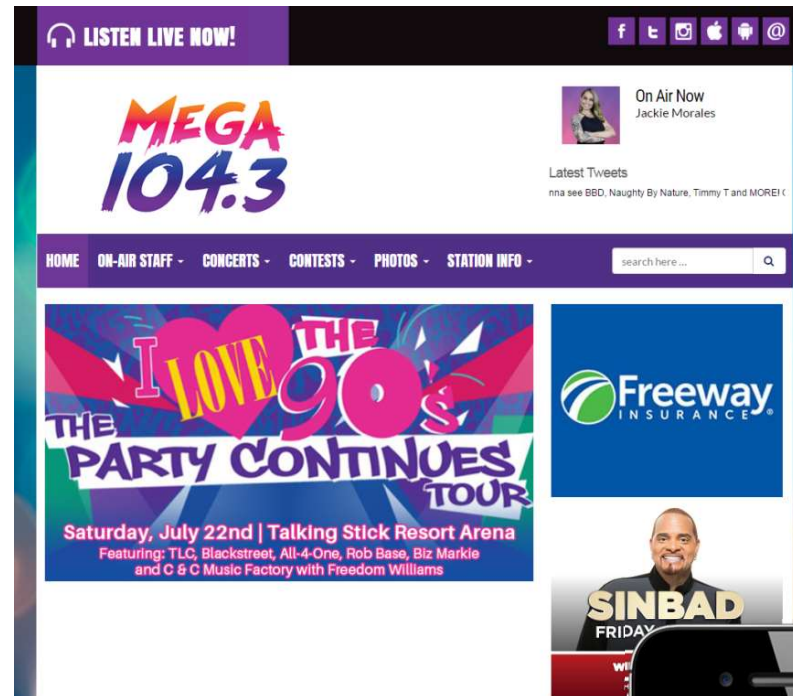 LISTEN LIVE NOW!
MEGA
104.3
On Air Now
Jackie Morales
Latest Tweets
nna see BBD, Naughty By Nature, Timmy T and MORE!
HOME ON-AIR STAFF CONCERTS CONTESTS PHOTOS STATION INFO
search here ...
I LOVE THE
90's
THE
PARTY CONTINUES
TOUR
Saturday, July 22nd | Talking Stick Resort Arena
Featuring: TLC, Blackstreet, All-4-One, Rob Base, Biz Markie
and C & C Music Factory with Freedom Williams
Freeway
INSURANCE
SINBAD
FRIDAY